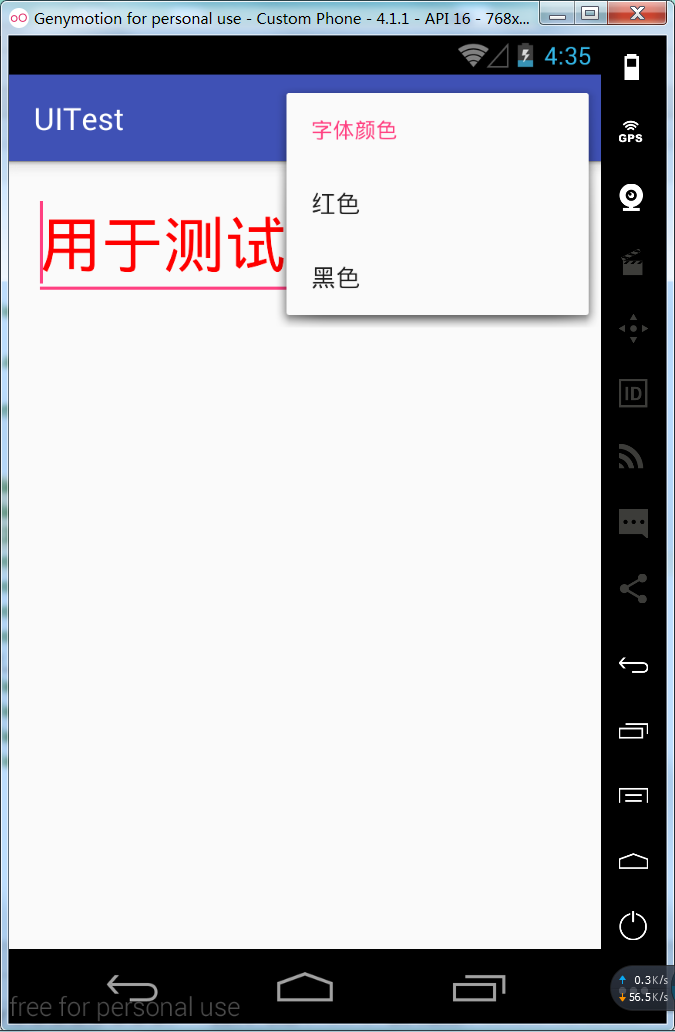 Genymotion for personal use - Custom Phone - 4.1.1 - API 16 - 768x...
4:35
UITest
字体颜色
红色
黑色
用于测试
GPS
ID
free for personal use
0.3K/s
56.5K/s